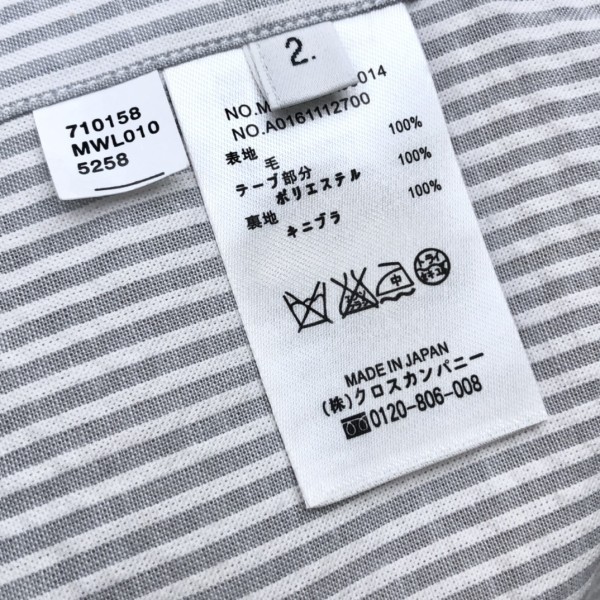 2.
710158
MWL010
5258
NO.M
014
NO.A0161112700
表地 毛 100%
テープ部分
ポリエステル 100%
裏地
キニプラ 100%
中
MADE IN JAPAN
(株)クロスカンパニー
0120-806-008